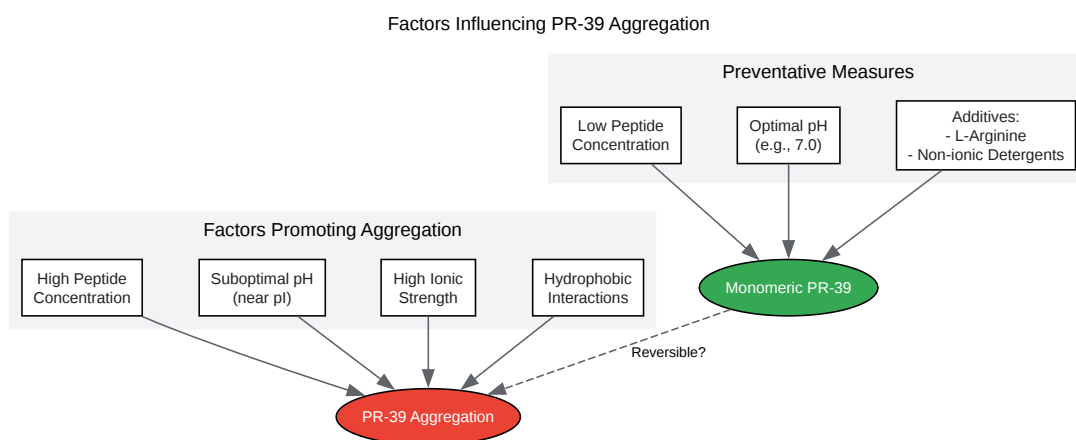 Factors Influencing PR-39 Aggregation
Preventative Measures
Low Peptide
Concentration
Optimal pH
(e.g., 7.0)
Additives:
- L-Arginine
- Non-ionic Detergents
Factors Promoting Aggregation
High Peptide
Concentration
Suboptimal pH
(near pI)
High Ionic
Strength
Hydrophobic
Interactions
Monomeric PR-39
Reversible?
PR-39 Aggregation